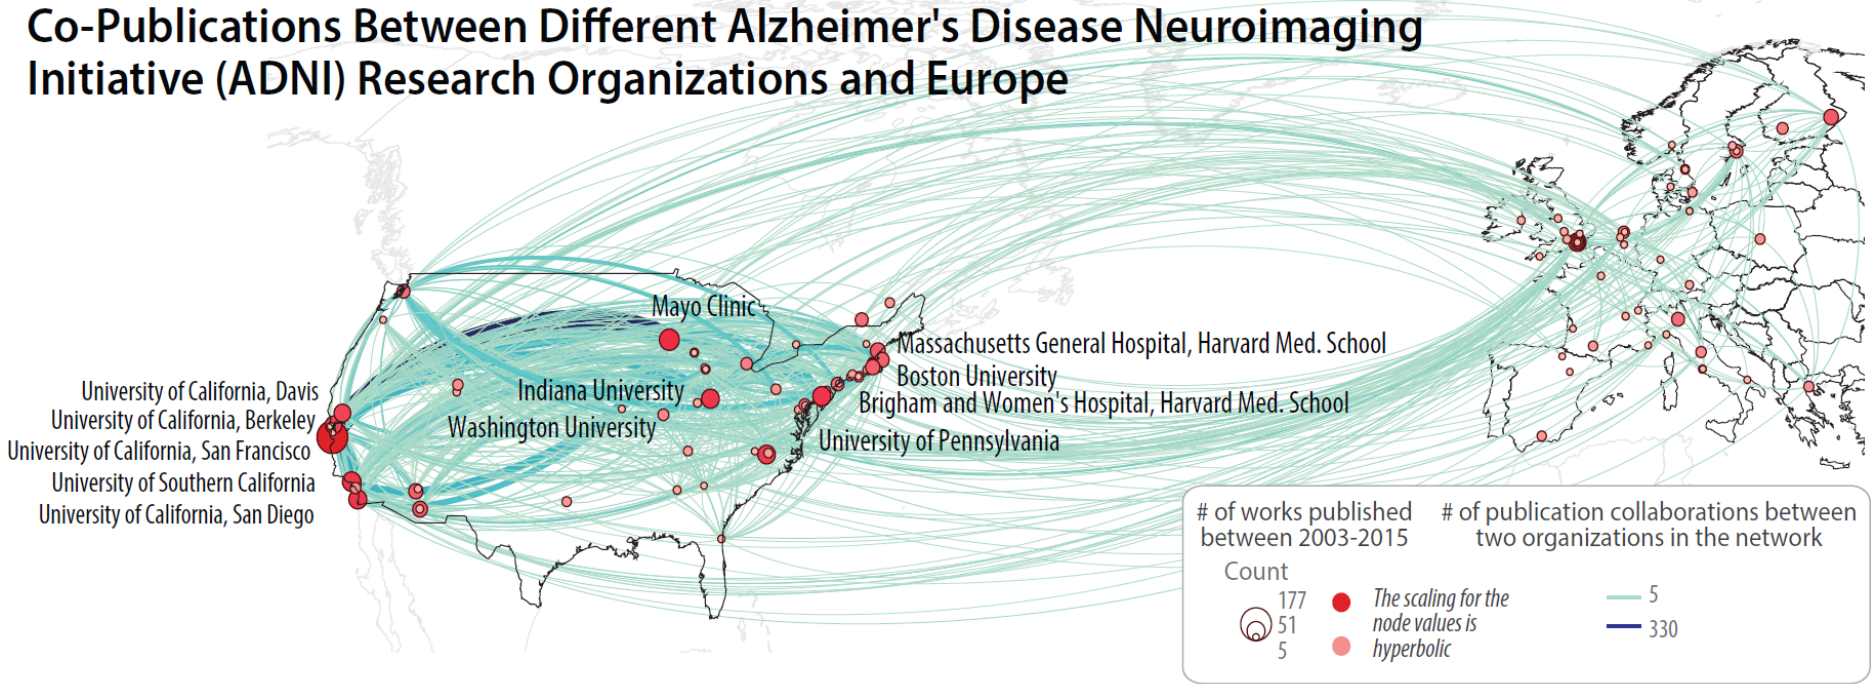 Co-Publications Between Different Alzheimer's Disease Neuroimaging
Initiative (ADNI) Research Organizations and Europe
Mayo Clinic
Massachusetts General Hospital, Harvard Med. School
Boston University
Brigham and Women's Hospital, Harvard Med. School
University of Pennsylvania
Indiana University
Washington University
University of California, Davis
University of California, Berkeley
University of California, San Francisco
University of Southern California
University of California, San Diego
# of works published
between 2003-2015
Count
177
51
5
The scaling for the
node values is
hyperbolic
# of publication collaborations between
two organizations in the network
5
330